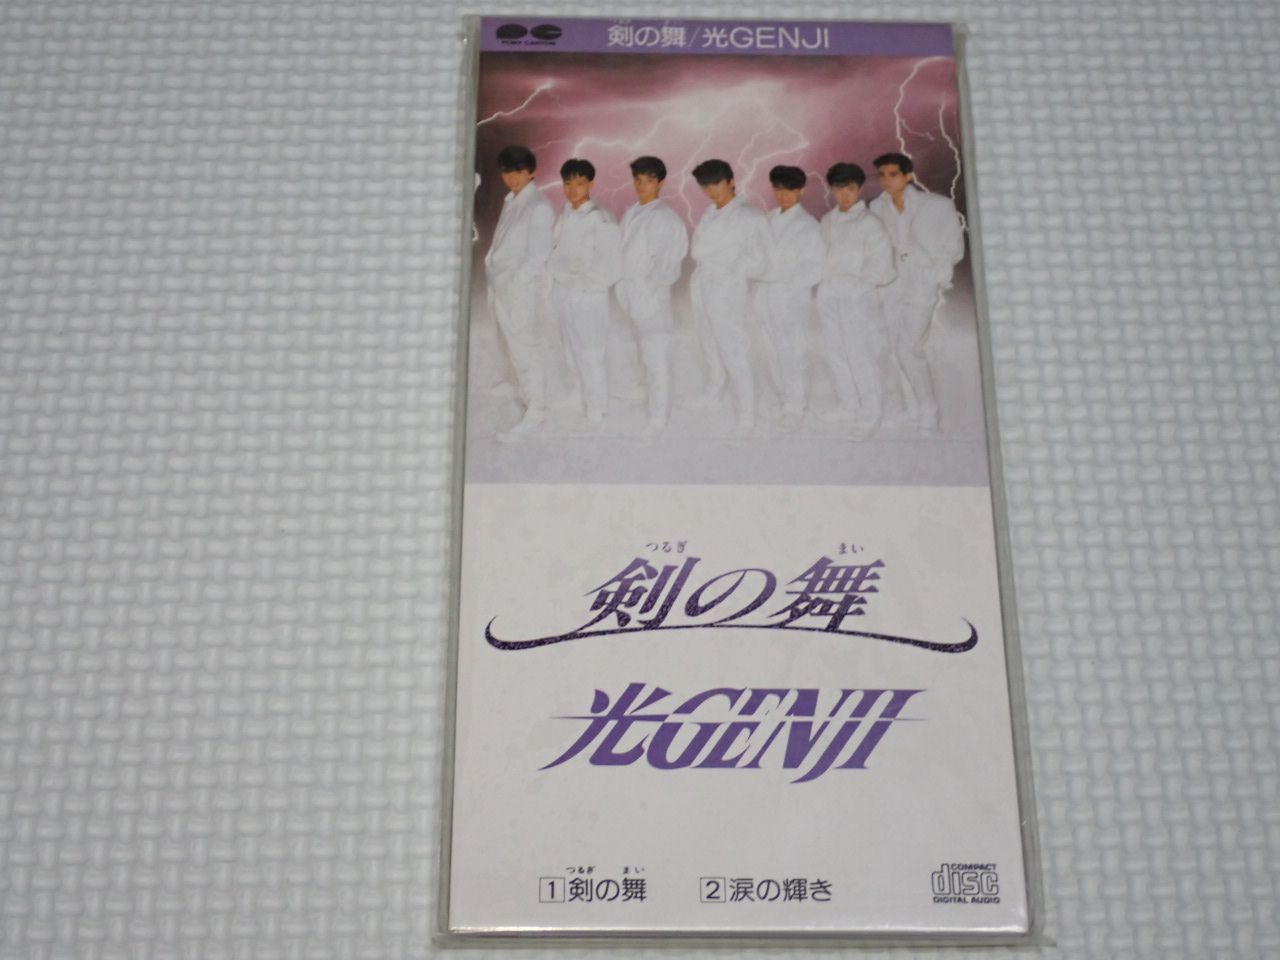 PONY CANYON
剣の舞/光GENJI
つるぎ まい
剣の舞
光GENJI
つるぎ まい
1 剣の舞 2 涙の輝き
COMPACT
disc
DIGITAL AUDIO